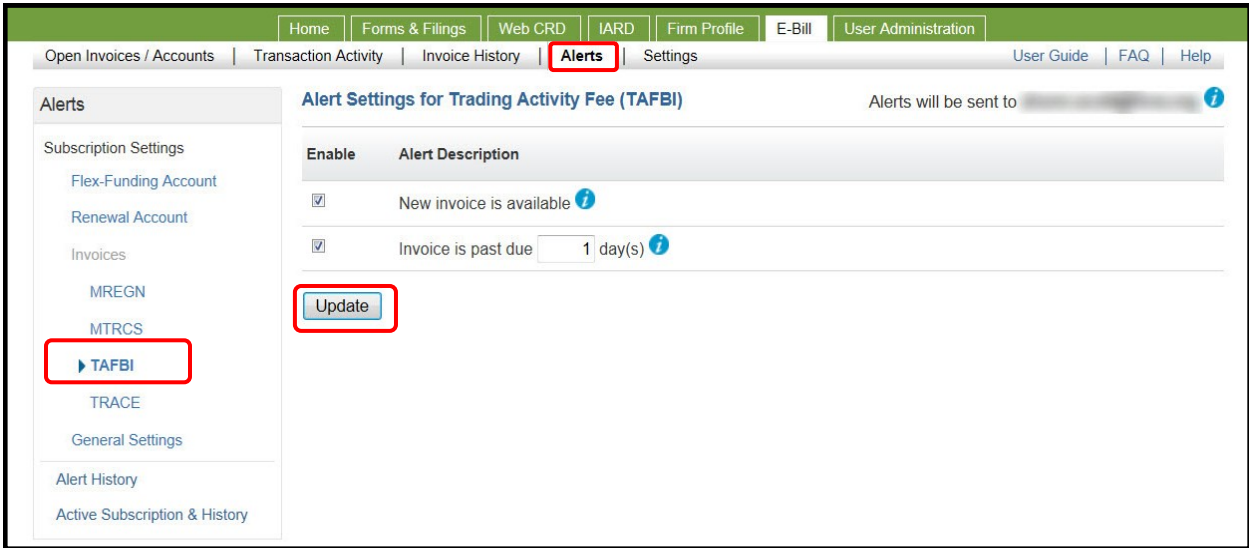 Home Forms & Filings Web CRD IARD Firm Profile E-Bill User Administration
Open Invoices / Accounts | Transaction Activity | Invoice History | Alerts | Settings User Guide | FAQ | Help
Alerts
Subscription Settings
Flex-Funding Account
Renewal Account
Invoices
MREGN
MTRCS
TAFBI
TRACE
General Settings
Alert History
Active Subscription & History
Alert Settings for Trading Activity Fee (TAFBI) Alerts will be sent to
Enable Alert Description
New invoice is available
Invoice is past due 1 day(s)
Update